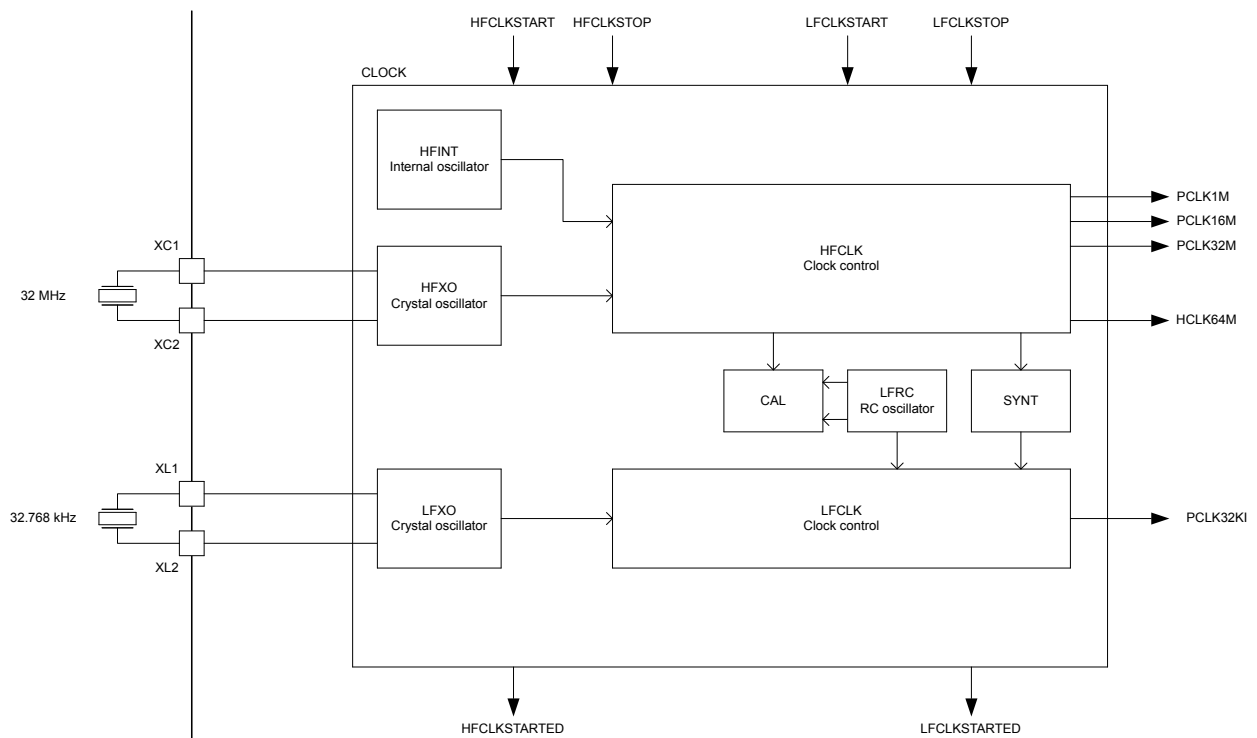 HFCLKSTART
HFCLKSTOP
LFCLKSTART
LFCLKSTOP
CLOCK
HFINT
Internal oscillator
PCLK1M
PCLK16M
PCLK32M
XC1
HFCLK
Clock control
HFXO
Crystal oscillator
32 MHz
HCLK64M
XC2
CAL
LFRC
RC oscillator
SYNT
XL1
LFXO
Crystal oscillator
LFCLK
Clock control
32.768 kHz
PCLK32KI
XL2
HFCLKSTARTED
LFCLKSTARTED